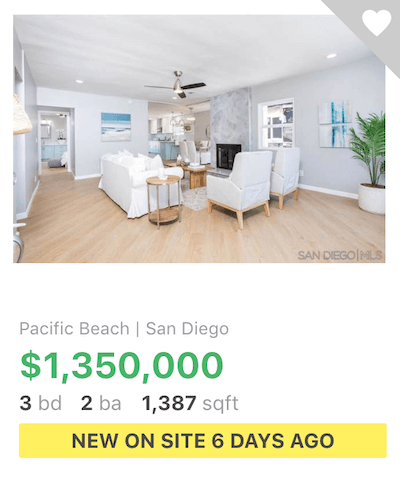 SAN DIEGO|MLS
Pacific Beach | San Diego
$1,350,000
3 bd 2 ba 1,387 sqft
NEW ON SITE 6 DAYS AGO